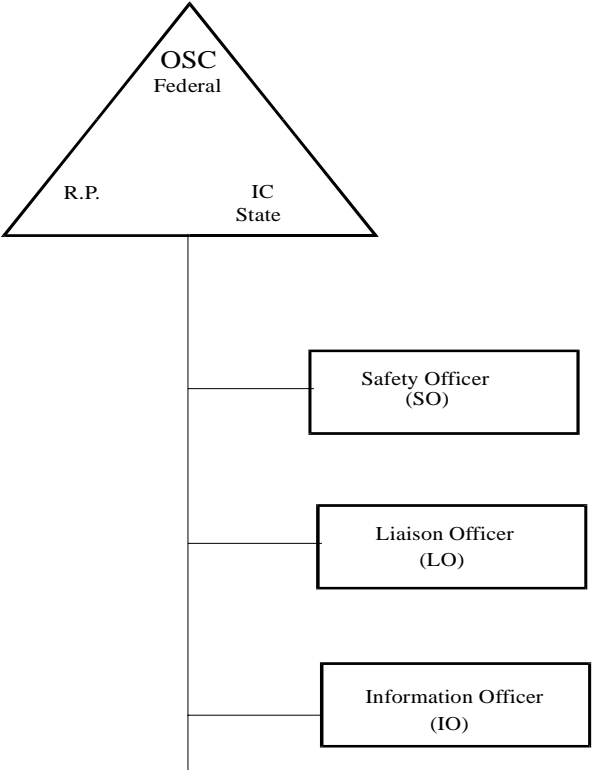 OSC
Federal
R.P.
IC
State
Safety Officer
(SO)
Liaison Officer
(LO)
Information Officer
(IO)